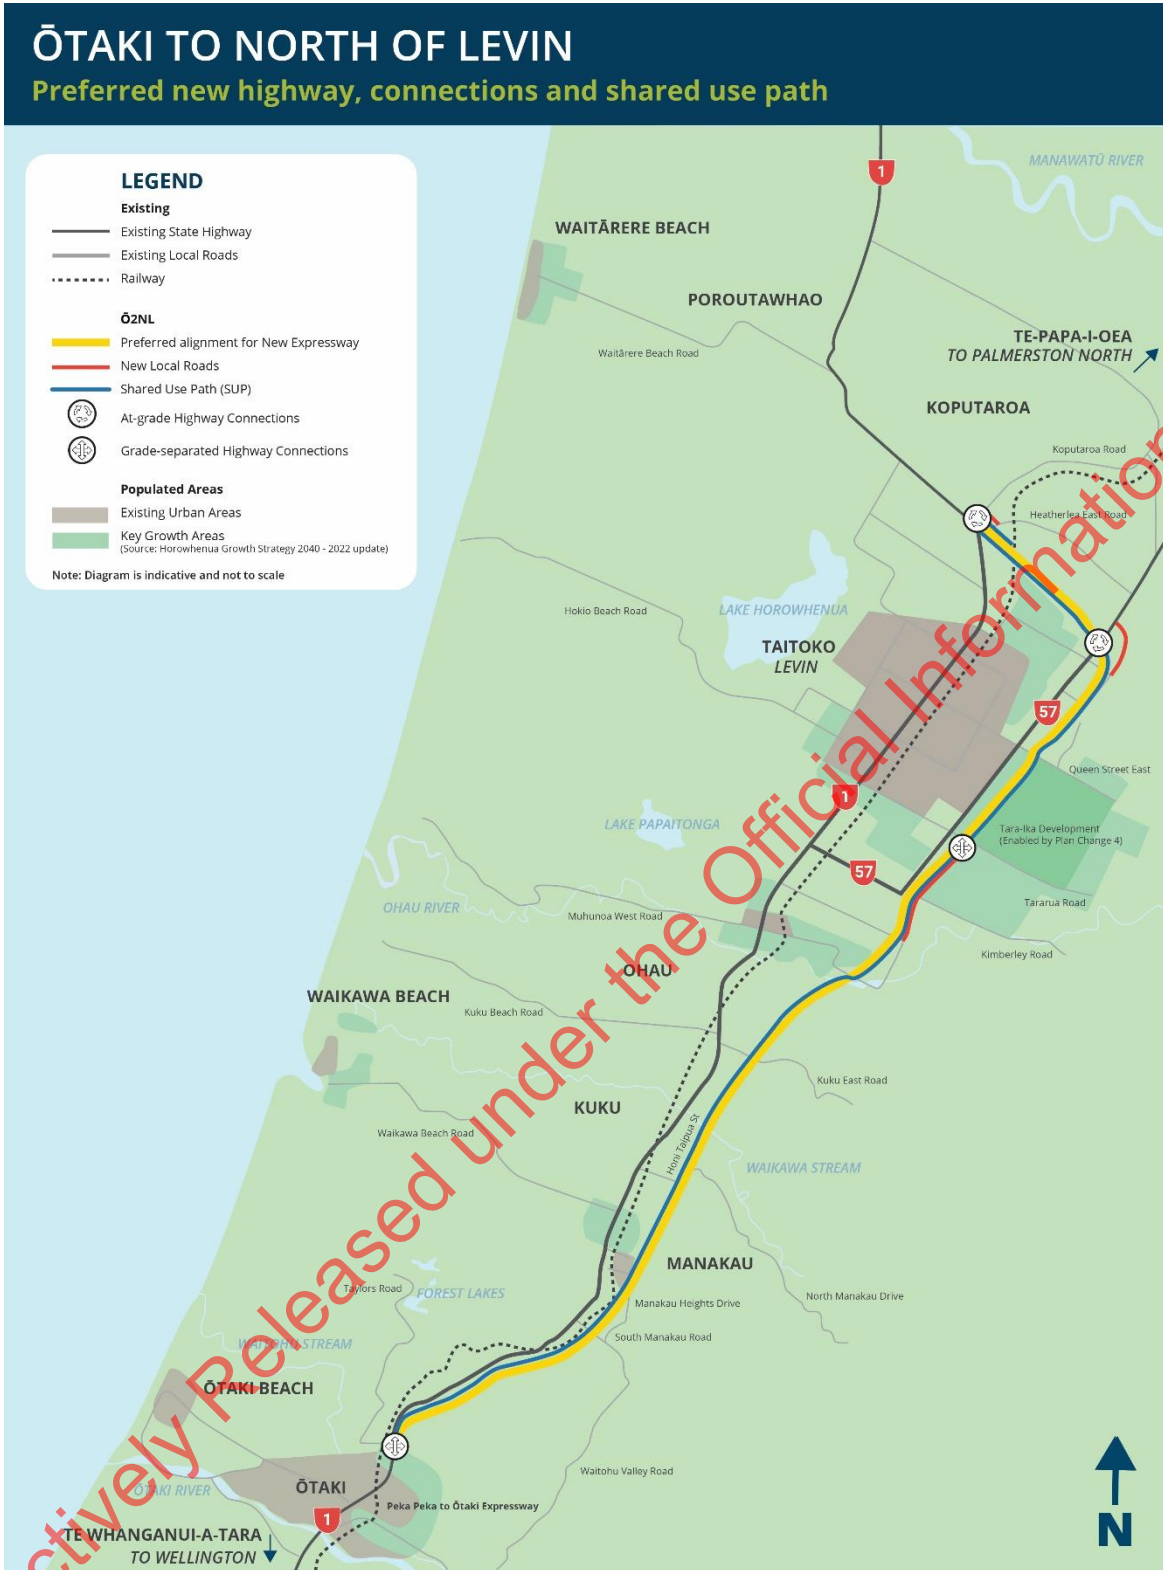 ŌTAKI TO NORTH OF LEVIN
Preferred new highway, connections and shared use path
LEGEND
Existing
Existing State Highway
Existing Local Roads
Railway
Ō2NL
Preferred alignment for New Expressway
New Local Roads
Shared Use Path (SUP)
At-grade Highway Connections
Grade-separated Highway Connections
Populated Areas
Existing Urban Areas
Key Growth Areas
(Source: Horowhenua Growth Strategy 2040 - 2022 update)
Note: Diagram is indicative and not to scale
MANAWATŪ RIVER
1
WAITĀRERE BEACH
POROUTAWHAO
Waitārere Beach Road
TE-PAPA-I-OEA
TO PALMERSTON NORTH
KOPUTAROA
Koputaroa Road
Heatherlea East Road
Hokio Beach Road
LAKE HOROWHENUA
TAITOKO
LEVIN
57
Queen Street East
1
LAKE PAPAITONGA
Tara-Ika Development
(Enabled by Plan Change 4)
57
Tararua Road
OHAU RIVER
Muhunoa West Road
Kimberley Road
OHAU
WAIKAWA BEACH
Kuku Beach Road
Kuku East Road
KUKU
Waikawa Beach Road
Honi Taipua St
WAIKAWA STREAM
MANAKAU
Taylors Road
FOREST LAKES
North Manakau Drive
Manakau Heights Drive
South Manakau Road
WAITOHU STREAM
ŌTAKI BEACH
Waitohu Valley Road
ŌTAKI RIVER
ŌTAKI
Peka Peka to Ōtaki Expressway
1
TE WHANGANUI-A-TARA
TO WELLINGTON
N
ctively Released under the Official Information